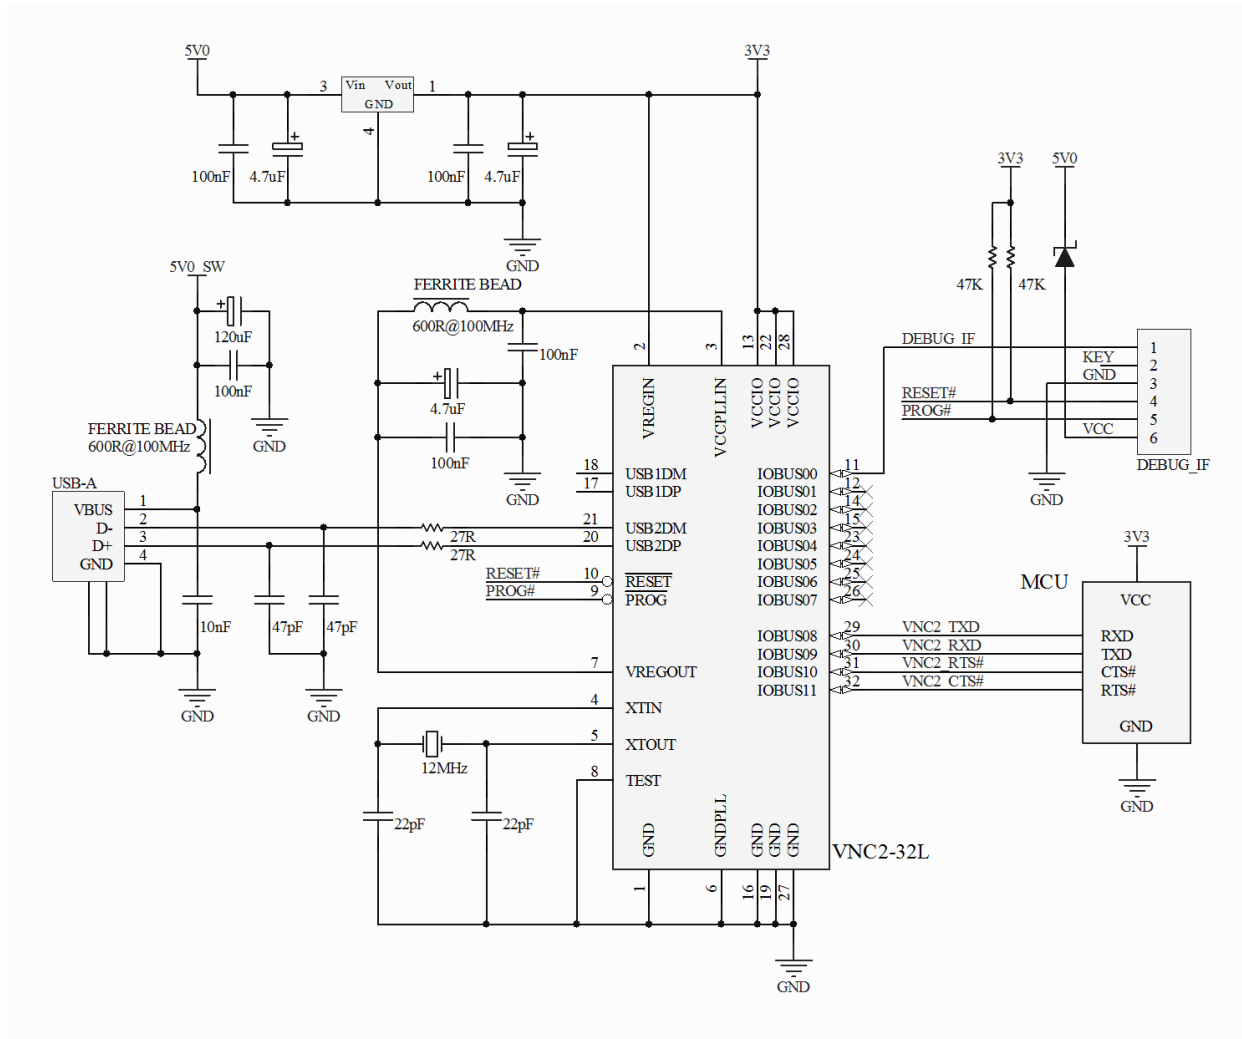 5V0
3V3
3
Vin
Vout
1
GND
4
100nF
4.7uF
100nF
4.7uF
GND
3V3
5V0
47K
47K
5V0_SW
120uF
100nF
GND
FERRITE BEAD
600R@100MHz
FERRITE BEAD
600R@100MHz
100nF
4.7uF
100nF
GND
USB-A
VBUS
D-
D+
GND
1
2
3
4
27R
27R
10nF
47pF
47pF
GND
GND
RESET#
PROG#
2
3
13
22
28
VREGIN
VCCPLLIN
VCCIO
VCCIO
VCCIO
18
USB1DM
17
USB1DP
21
USB2DM
20
USB2DP
10
RESET
9
PROG
7
VREGOUT
4
XTIN
5
XTOUT
8
TEST
12MHz
22pF
22pF
IOBUS00
11
IOBUS01
12
IOBUS02
14
IOBUS03
15
IOBUS04
23
IOBUS05
24
IOBUS06
25
IOBUS07
26
IOBUS08
29
IOBUS09
30
IOBUS10
31
IOBUS11
32
GND
GNDPLL
GND
GND
GND
1
6
16
19
27
VNC2-32L
GND
DEBUG_IF
KEY
GND
RESET#
PROG#
VCC
1
2
3
4
5
6
DEBUG_IF
GND
VNC2_TXD
VNC2_RXD
VNC2_RTS#
VNC2_CTS#
3V3
MCU
VCC
RXD
TXD
CTS#
RTS#
GND
GND